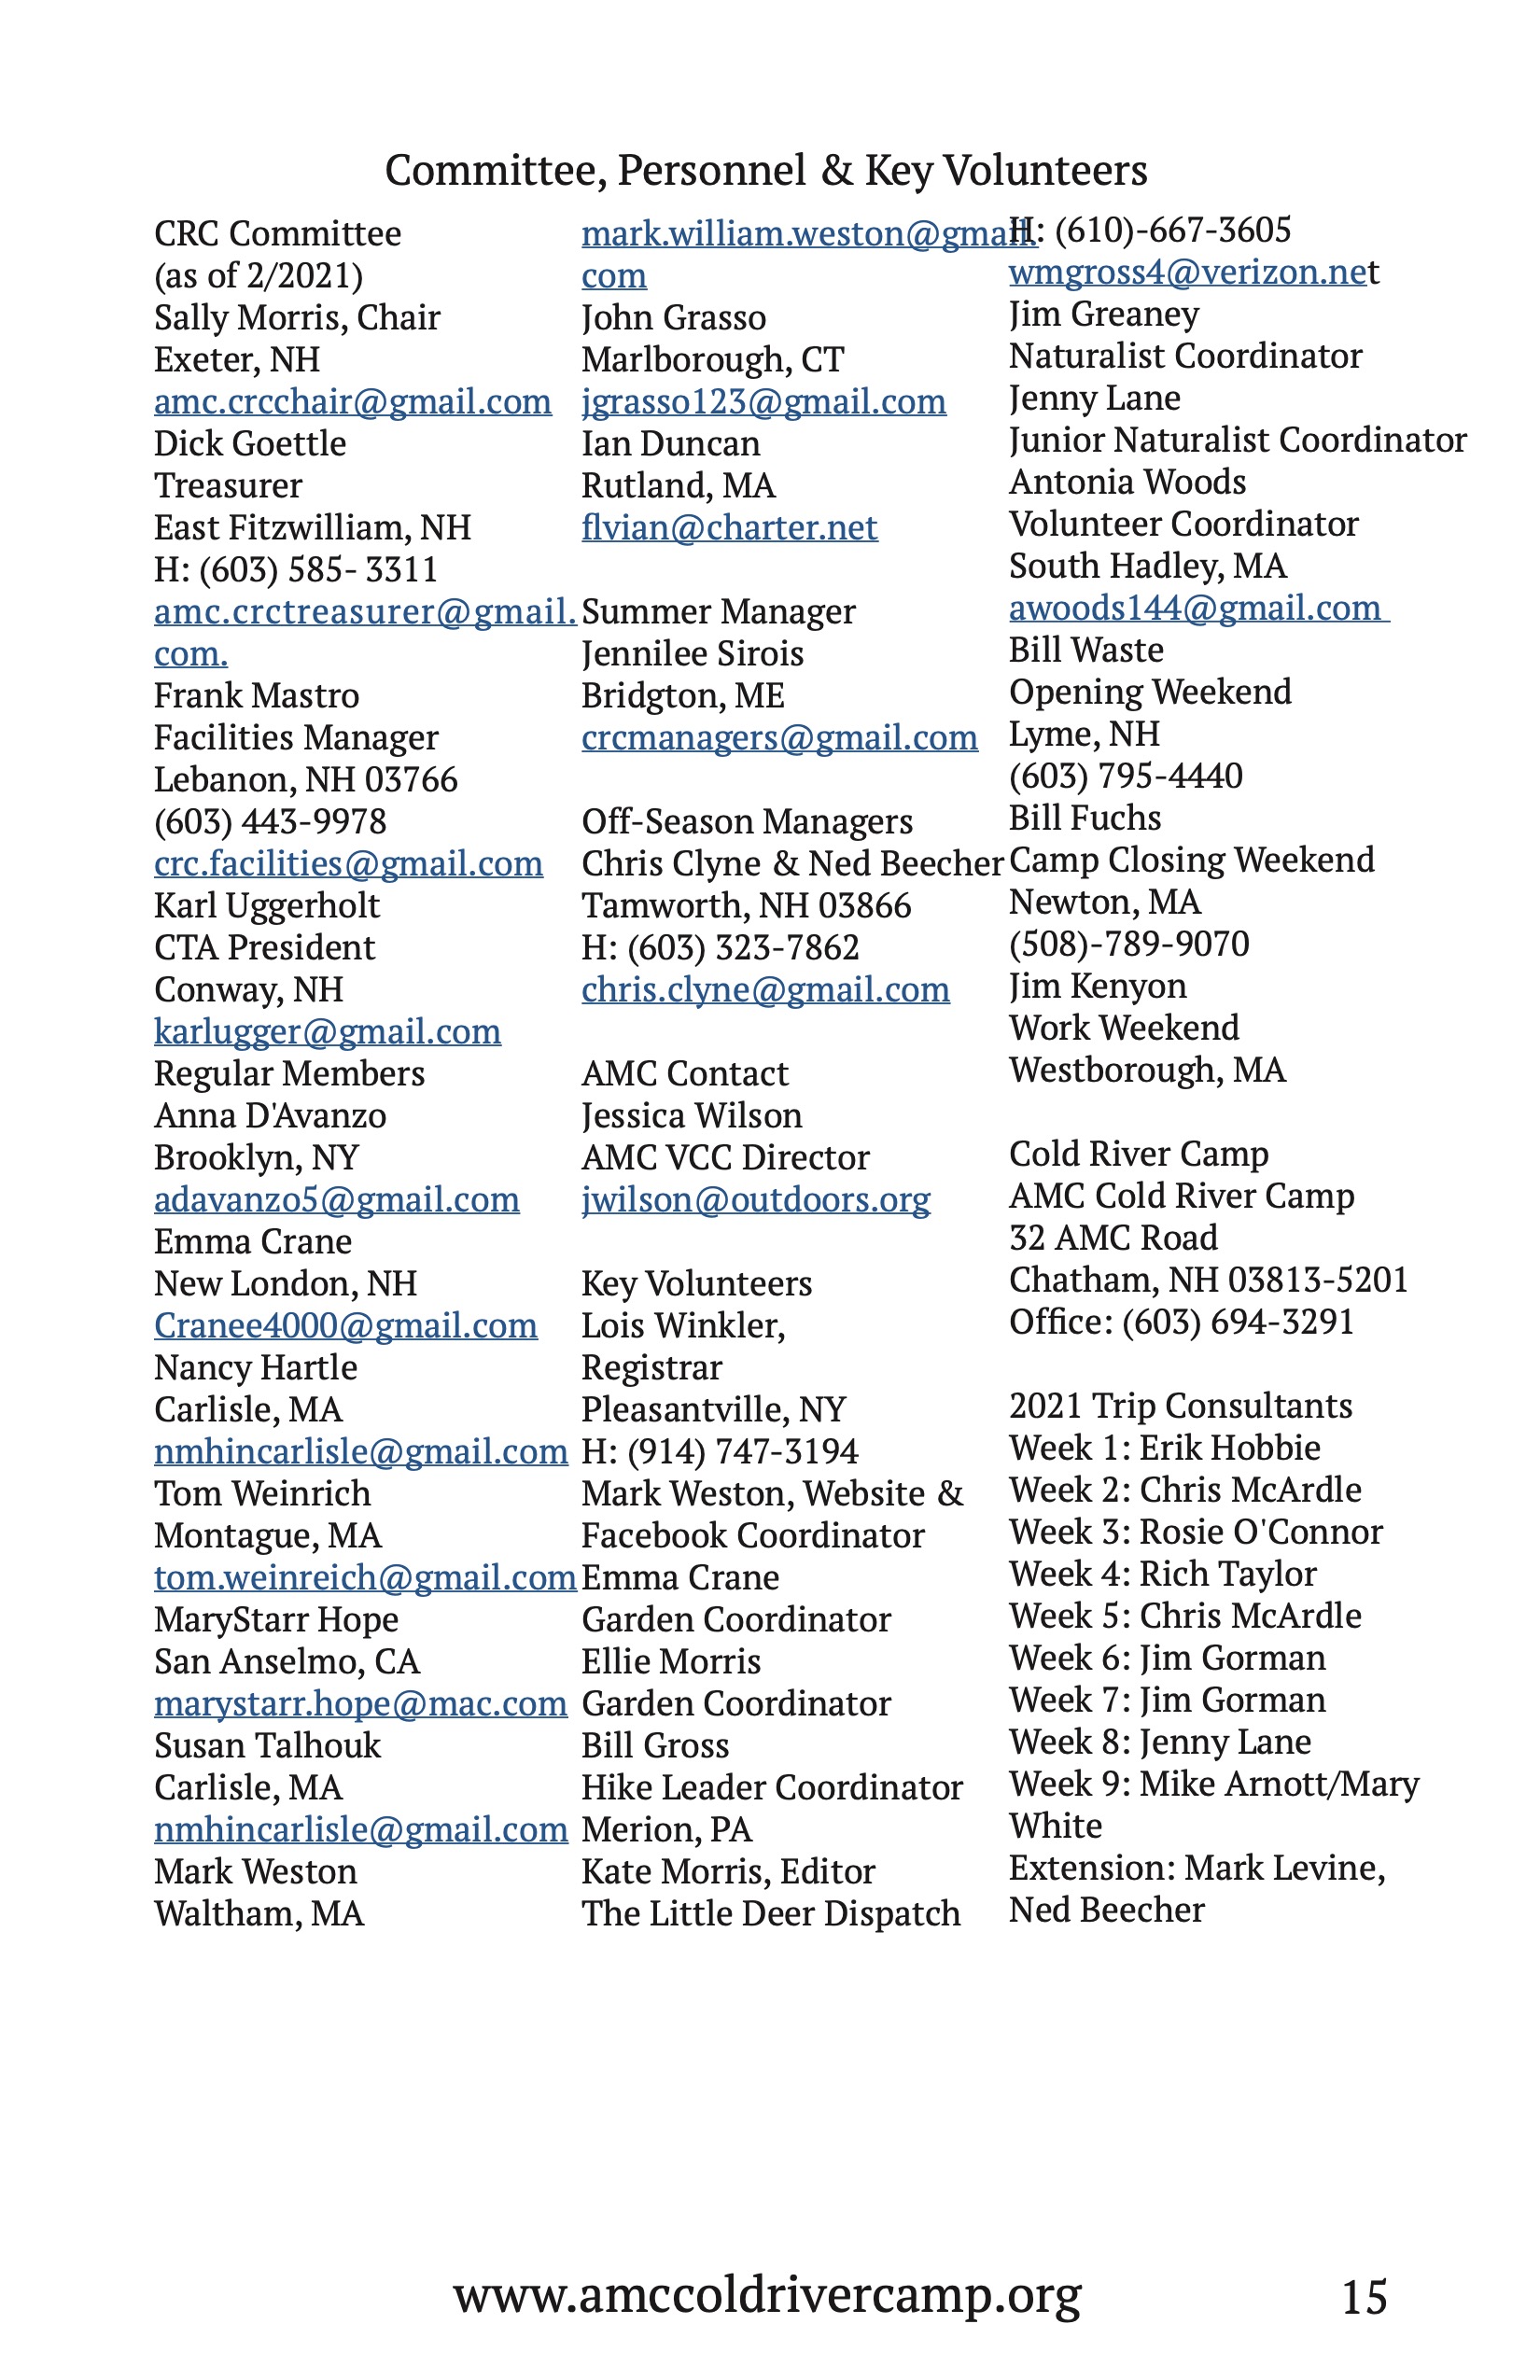 Committee, Personnel & Key Volunteers
CRC Committee
(as of 2/2021)
Sally Morris, Chair
Exeter, NH
amc.crcchair@gmail.com
Dick Goettle
Treasurer
East Fitzwilliam, NH
H: (603) 585- 3311
amc.crctreasurer@gmail.
com.
Frank Mastro
Facilities Manager
Lebanon, NH 03766
(603) 443-9978
crc.facilities@gmail.com
Karl Uggerholt
CTA President
Conway, NH
karlugger@gmail.com
Regular Members
Anna D'Avanzo
Brooklyn, NY
adavanzo5@gmail.com
Emma Crane
New London, NH
Cranee4000@gmail.com
Nancy Hartle
Carlisle, MA
nmhincarlisle@gmail.com
Tom Weinrich
Montague, MA
tom.weinreich@gmail.com
MaryStarr Hope
San Anselmo, CA
marystarr.hope@mac.com
Susan Talhouk
Carlisle, MA
nmhincarlisle@gmail.com
Mark Weston
Waltham, MA
mark.william.weston@gmail.
com
John Grasso
Marlborough, CT
jgrasso123@gmail.com
Ian Duncan
Rutland, MA
flvian@charter.net
Summer Manager
Jennilee Sirois
Bridgton, ME
crcmanagers@gmail.com
Off-Season Managers
Chris Clyne & Ned Beecher
Tamworth, NH 03866
H: (603) 323-7862
chris.clyne@gmail.com
AMC Contact
Jessica Wilson
AMC VCC Director
jwilson@outdoors.org
Key Volunteers
Lois Winkler,
Registrar
Pleasantville, NY
H: (914) 747-3194
Mark Weston, Website &
Facebook Coordinator
Emma Crane
Garden Coordinator
Ellie Morris
Garden Coordinator
Bill Gross
Hike Leader Coordinator
Merion, PA
Kate Morris, Editor
The Little Deer Dispatch
H: (610)-667-3605
wmgross4@verizon.net
Jim Greaney
Naturalist Coordinator
Jenny Lane
Junior Naturalist Coordinator
Antonia Woods
Volunteer Coordinator
South Hadley, MA
awoods144@gmail.com
Bill Waste
Opening Weekend
Lyme, NH
(603) 795-4440
Bill Fuchs
Camp Closing Weekend
Newton, MA
(508)-789-9070
Jim Kenyon
Work Weekend
Westborough, MA
Cold River Camp
AMC Cold River Camp
32 AMC Road
Chatham, NH 03813-5201
Office: (603) 694-3291
2021 Trip Consultants
Week 1: Erik Hobbie
Week 2: Chris McArdle
Week 3: Rosie O'Connor
Week 4: Rich Taylor
Week 5: Chris McArdle
Week 6: Jim Gorman
Week 7: Jim Gorman
Week 8: Jenny Lane
Week 9: Mike Arnott/Mary
White
Extension: Mark Levine,
Ned Beecher
www.amccoldrivercamp.org
15